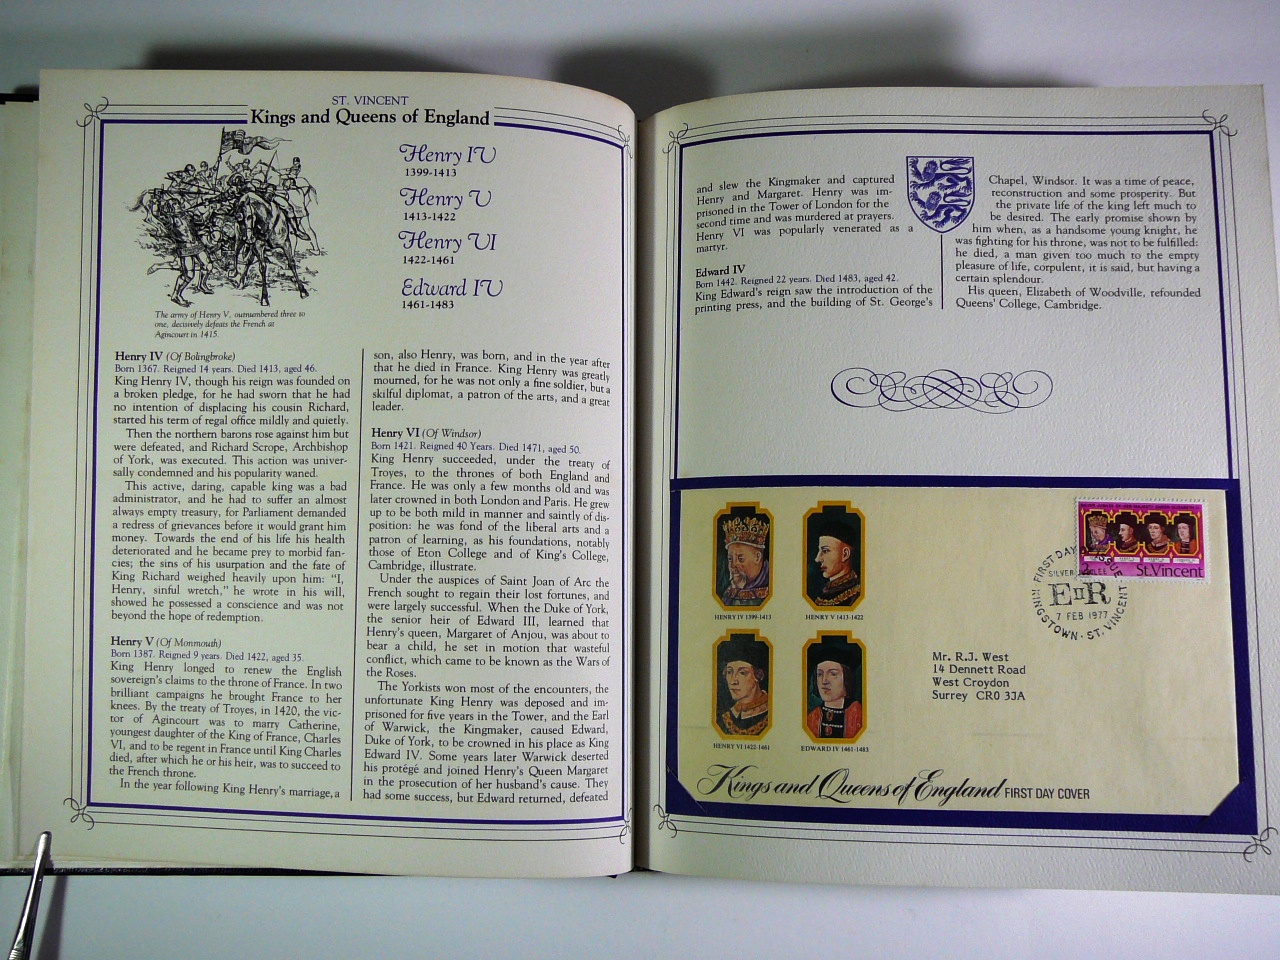 ST. VINCENT
Kings and Queens of England
Henry IV
1399-1413
Henry V
1413-1422
Henry VI
1422-1461
Edward IV
1461-1483
The army of Henry V, outnumbered three to
one, decisively defeats the French at
Agincourt in 1415.
Henry IV (Of Bolingbroke)
Born 1367. Reigned 14 years. Died 1413, aged 46.
King Henry IV, though his reign was founded on
a broken pledge, for he had sworn that he had
no intention of displacing his cousin Richard,
started his term of regal office mildly and quietly.
Then the northern barons rose against him but
were defeated, and Richard Scrope, Archbishop
of York, was executed. This action was univer-
sally condemned and his popularity waned.
This active, daring, capable king was a bad
administrator, and he had to suffer an almost
always empty treasury, for Parliament demanded
a redress of grievances before it would grant him
money. Towards the end of his life his health
deteriorated and he became prey to morbid fan-
cies; the sins of his usurpation and the fate of
King Richard weighed heavily upon him: "I,
Henry, sinful wretch," he wrote in his will,
showed he possessed a conscience and was not
beyond the hope of redemption.
Henry V (Of Monmouth)
Born 1387. Reigned 9 years. Died 1422, aged 35.
King Henry longed to renew the English
sovereign's claims to the throne of France. In two
brilliant campaigns he brought France to her
knees. By the treaty of Troyes, in 1420, the vic-
tor of Agincourt was to marry Catherine,
youngest daughter of the King of France, Charles
VI, and to be regent in France until King Charles
died, after which he or his heir, was to succeed to
the French throne.
In the year following King Henry's marriage, a
son, also Henry, was born, and in the year after
that he died in France. King Henry was greatly
mourned, for he was not only a fine soldier, but a
skilful diplomat, a patron of the arts, and a great
leader.
Henry VI (Of Windsor)
Born 1421. Reigned 40 Years. Died 1471, aged 50.
King Henry succeeded, under the treaty of
Troyes, to the thrones of both England and
France. He was only a few months old and was
later crowned in both London and Paris. He grew
up to be both mild in manner and saintly of dis-
position: he was fond of the liberal arts and a
patron of learning, as his foundations, notably
those of Eton College and of King's College,
Cambridge, illustrate.
Under the auspices of Saint Joan of Arc the
French sought to regain their lost fortunes, and
were largely successful. When the Duke of York,
the senior heir of Edward III, learned that
Henry's queen, Margaret of Anjou, was about to
bear a child, he set in motion that wasteful
conflict, which came to be known as the Wars of
the Roses.
The Yorkists won most of the encounters, the
unfortunate King Henry was deposed and im-
prisoned for five years in the Tower, and the Earl
of Warwick, the Kingmaker, caused Edward,
Duke of York, to be crowned in his place as King
Edward IV. Some years later Warwick deserted
his protégé and joined Henry's Queen Margaret
in the prosecution of her husband's cause. They
had some success, but Edward returned, defeated
and slew the Kingmaker and captured
Henry and Margaret. Henry was im-
prisoned in the Tower of London for the
second time and was murdered at prayers.
Henry VI was popularly venerated as a
martyr.
Edward IV
Born 1442. Reigned 22 years. Died 1483, aged 42.
King Edward's reign saw the introduction of the
printing press, and the building of St. George's
Chapel, Windsor. It was a time of peace,
reconstruction and some prosperity. But
the private life of the king left much to
be desired. The early promise shown by
him when, as a handsome young knight, he
was fighting for his throne, was not to be fulfilled:
he died, a man given too much to the empty
pleasure of life, corpulent, it is said, but having a
certain splendour.
His queen, Elizabeth of Woodville, refounded
Queens' College, Cambridge.
HENRY IV 1399-1413
HENRY V 1413-1422
HENRY VI 1422-1461
EDWARD IV 1461-1483
St.Vincent
FIRST DAY OF ISSUE
SILVER JUBILEE
EIIR
7 FEB 1977
KINGSTOWN · ST. VINCENT
Mr. R.J. West
14 Dennett Road
West Croydon
Surrey CR0 3JA
Kings and Queens of England FIRST DAY COVER